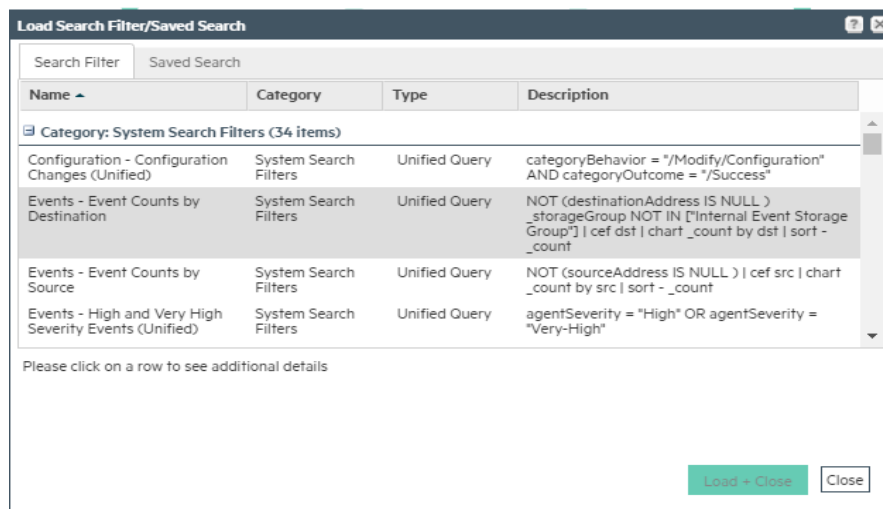 Load Search Filter/Saved Search
?
Search Filter
Saved Search
Name
Category
Type
Description
Category: System Search Filters (34 items)
Configuration - Configuration
Changes (Unified)
System Search
Filters
Unified Query
categoryBehavior = "/Modify/Configuration"
AND categoryOutcome = "/Success"
Events - Event Counts by
Destination
System Search
Filters
Unified Query
NOT (destinationAddress IS NULL )
_storageGroup NOT IN ["Internal Event Storage
Group"] | cef dst | chart _count by dst | sort -
_count
Events - Event Counts by
Source
System Search
Filters
Unified Query
NOT (sourceAddress IS NULL ) | cef src | chart
_count by src | sort - _count
Events - High and Very High
Severity Events (Unified)
System Search
Filters
Unified Query
agentSeverity = "High" OR agentSeverity =
"Very-High"
Please click on a row to see additional details
Load + Close
Close